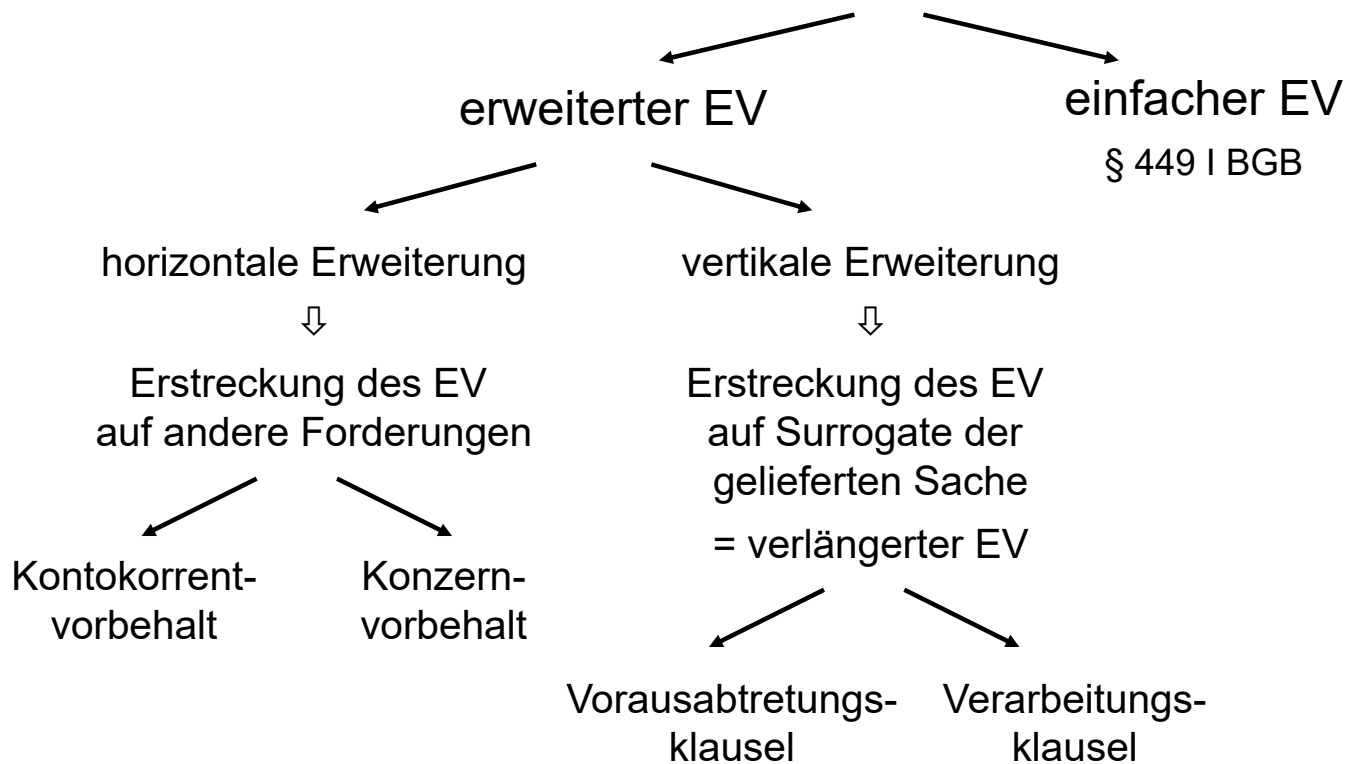 erweiterter EV
einfacher EV
§ 449 I BGB
horizontale Erweiterung
vertikale Erweiterung
Erstreckung des EV
auf andere Forderungen
Erstreckung des EV
auf Surrogate der
gelieferten Sache
= verlängerter EV
Kontokorrent-
vorbehalt
Konzern-
vorbehalt
Vorausabtretungs-
klausel
Verarbeitungs-
klausel